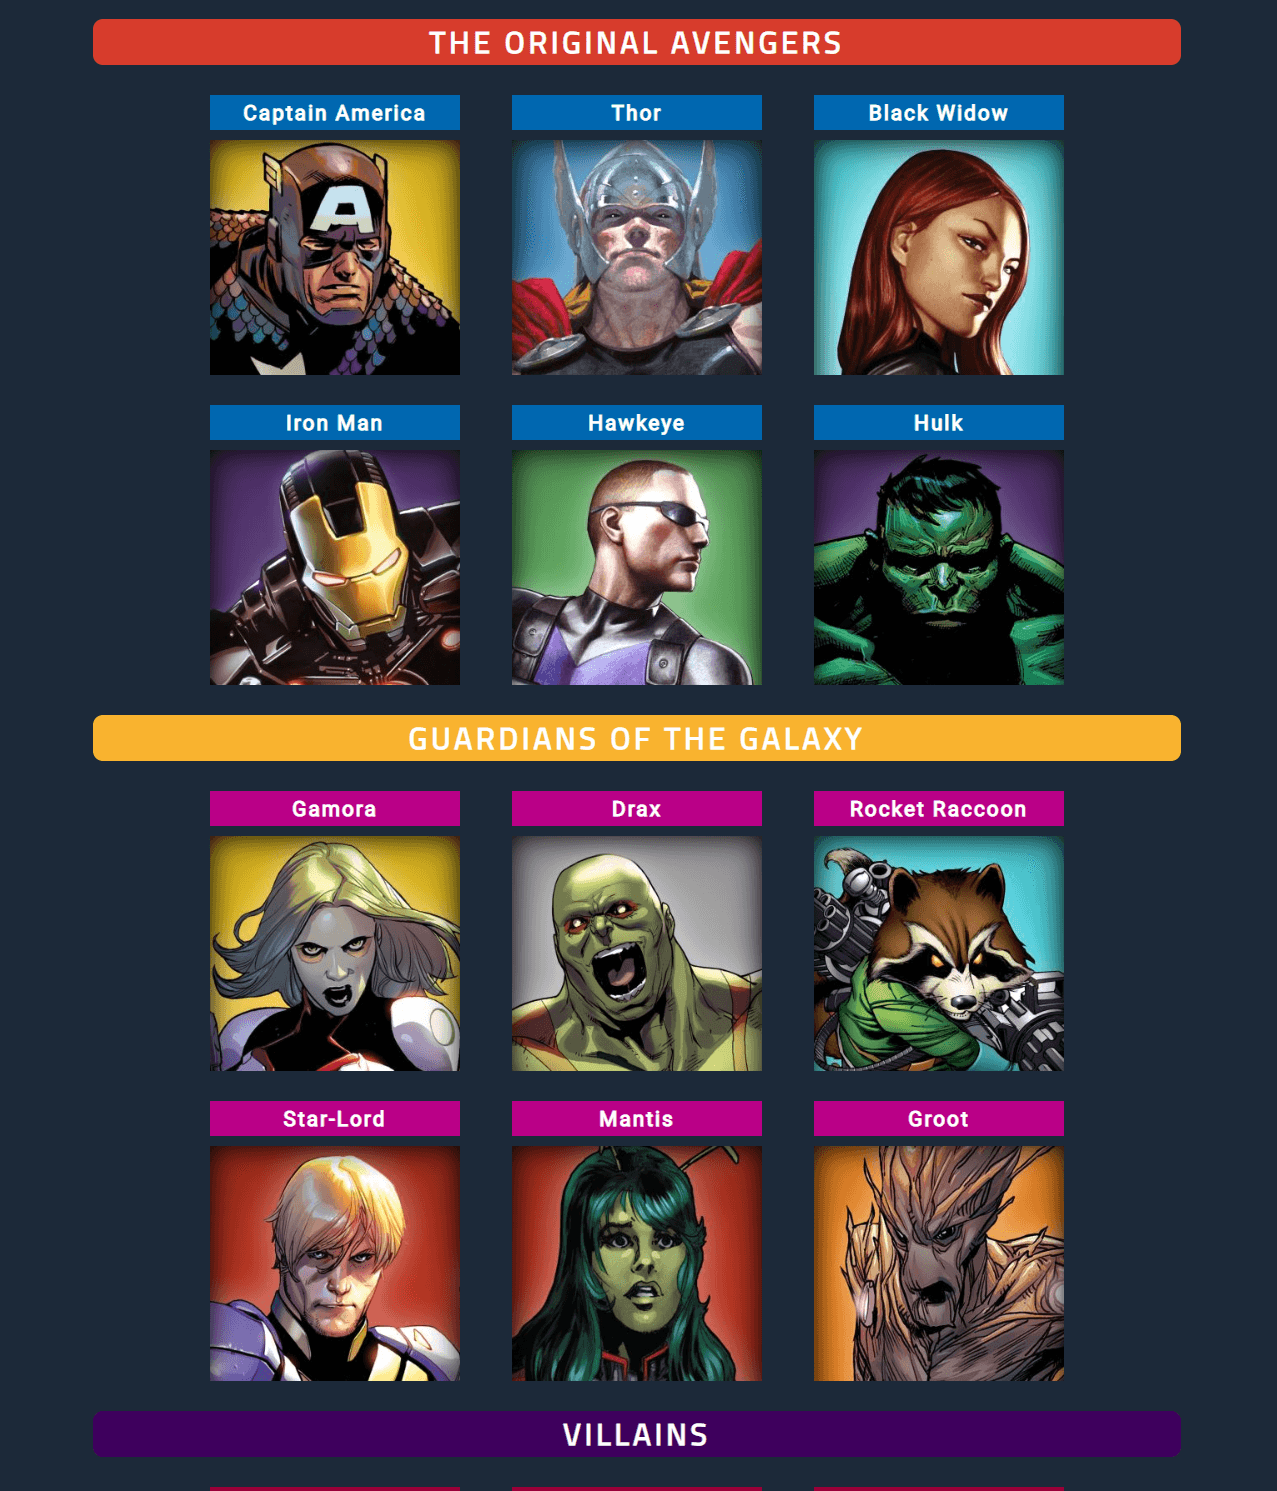 THE ORIGINAL AVENGERS
Captain America
Thor
Black Widow
A
Iron Man
Hawkeye
Hulk
GUARDIANS OF THE GALAXY
Gamora
Drax
Rocket Raccoon
Star-Lord
Mantis
Groot
VILLAINS